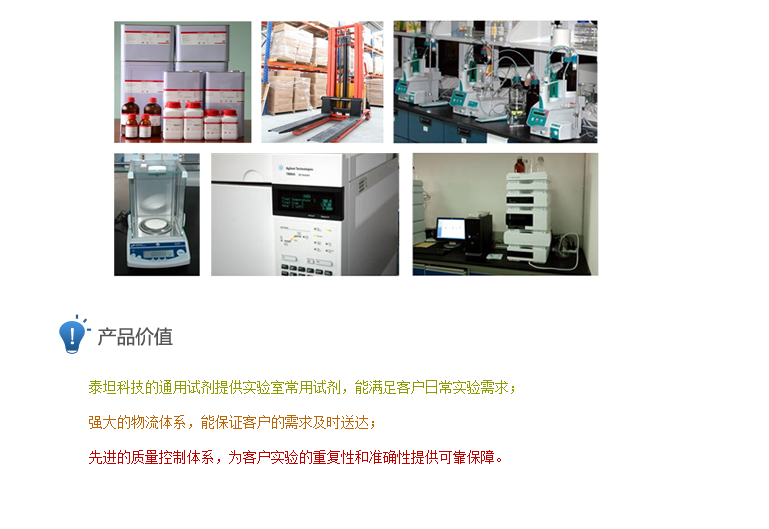 Agilent Technologies
产品价值
泰坦科技的通用试剂提供实验室常用试剂，能满足客户日常实验需求；
强大的物流体系，能保证客户的需求及时送达；
先进的质量控制体系，为客户实验的重复性和准确性提供可靠保障。